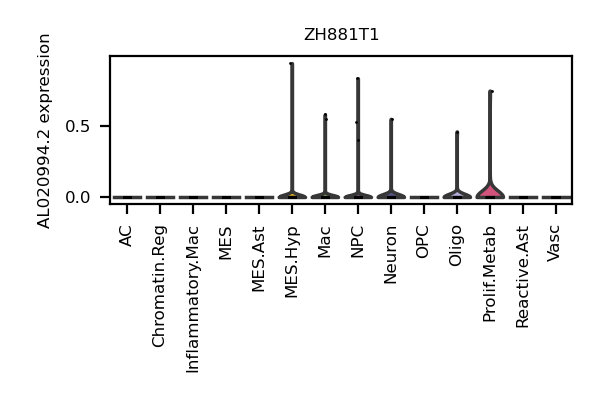 ZH881T1
AL020994.2 expression
0.5
0.0
AC
Chromatin.Reg
Inflammatory.Mac
MES
MES.Ast
MES.Hyp
Mac
NPC
Neuron
OPC
Oligo
Prolif.Metab
Reactive.Ast
Vasc